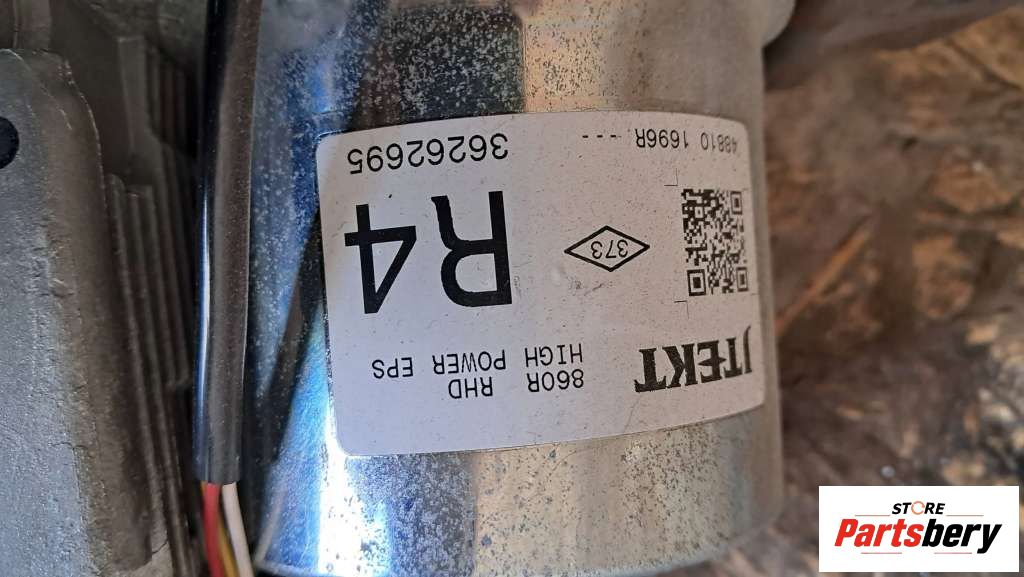 JTEKT
860R RHD
HIGH POWER EPS
373
R4
48810 1696R ---
36262695
STORE
Partsbery